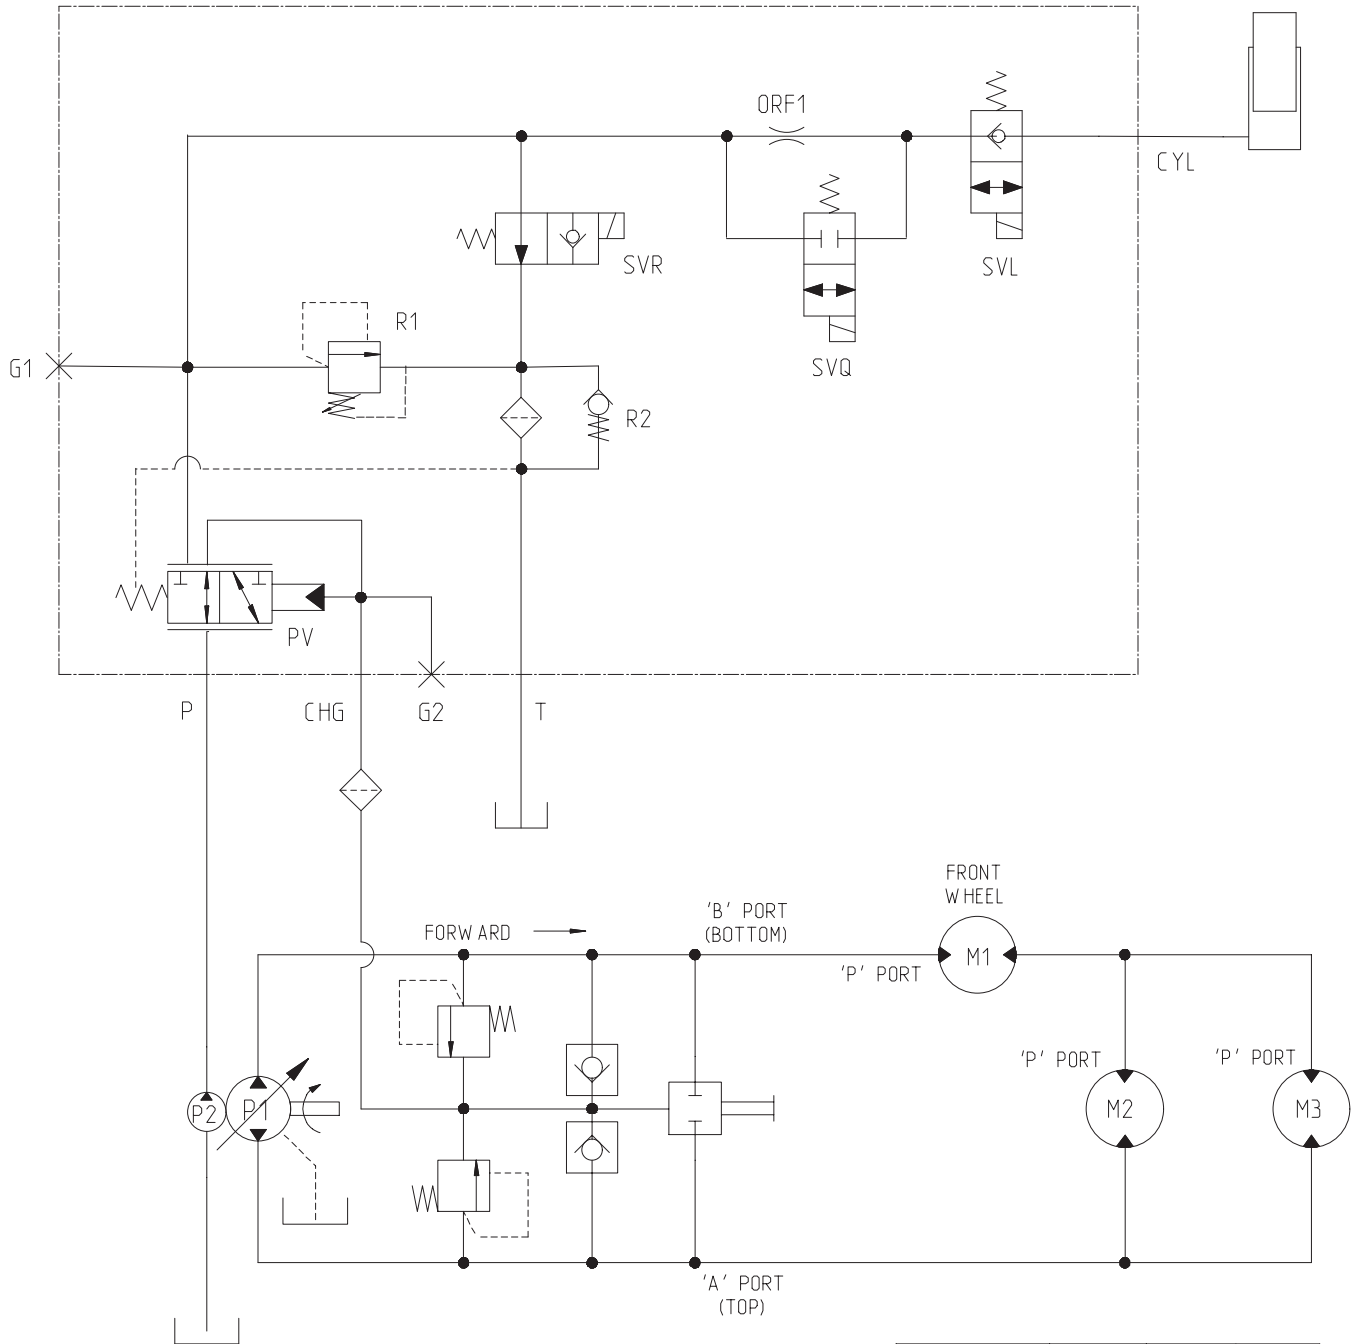 ORF1
CYL
SVR
SVL
R1
SVQ
G1
R2
PV
P
CHG
G2
T
FRONT
WHEEL
'B' PORT
(BOTTOM)
FORWARD
'P' PORT
M1
'P' PORT
'P' PORT
P2
P1
M2
M3
'A' PORT
(TOP)